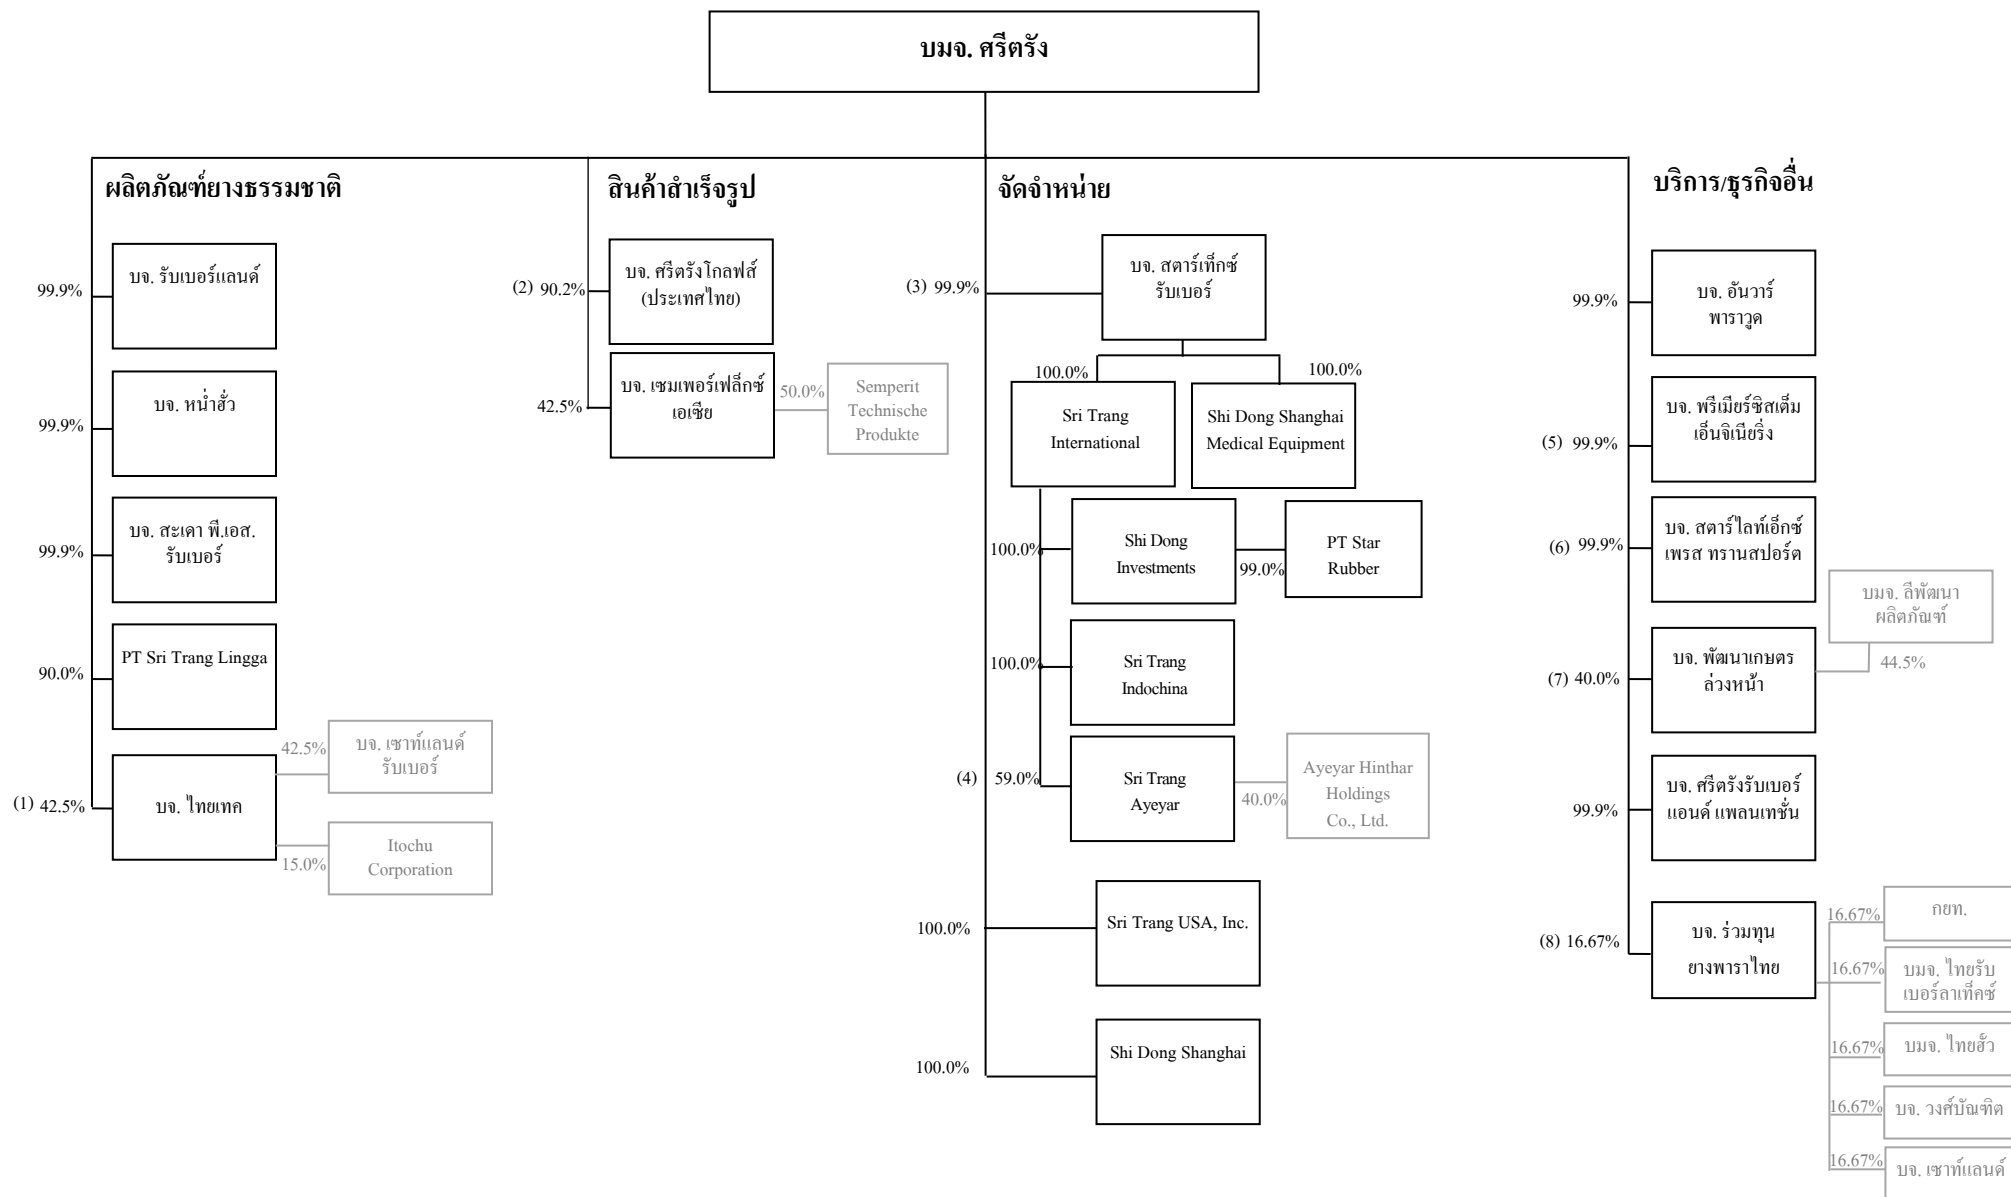 บมจ. ศรีตรัง
ผลิตภัณฑ์ยางธรรมชาติ
99.9%
บจ. รับเบอร์แลนด์
99.9%
บจ. หน่ำฮั่ว
99.9%
บจ. สะเดา พี.เอส.
รับเบอร์
90.0%
PT Sri Trang Lingga
(1) 42.5%
บจ. ไทยเทค
42.5%
บจ. เซาท์แลนด์
รับเบอร์
15.0%
Itochu
Corporation
สินค้าสำเร็จรูป
(2) 90.2%
บจ. ศรีตรังโกลฟส์
(ประเทศไทย)
42.5%
บจ. เซมเพอร์เฟล็กซ์
เอเซีย
50.0%
Semperit
Technische
Produkte
จัดจำหน่าย
(3) 99.9%
บจ. สตาร์เท็กซ์
รับเบอร์
100.0%
Sri Trang
International
100.0%
Shi Dong Shanghai
Medical Equipment
100.0%
Shi Dong
Investments
99.0%
PT Star
Rubber
100.0%
Sri Trang
Indochina
(4) 59.0%
Sri Trang
Ayeyar
40.0%
Ayeyar Hinthar
Holdings
Co., Ltd.
100.0%
Sri Trang USA, Inc.
100.0%
Shi Dong Shanghai
บริการ/ธุรกิจอื่น
99.9%
บจ. อันวาร์
พาราวูด
(5) 99.9%
บจ. พรีเมียร์ซิสเต็ม
เอ็นจิเนียริ่ง
(6) 99.9%
บจ. สตาร์ไลท์เอ็กซ์
เพรส ทรานสปอร์ต
(7) 40.0%
บจ. พัฒนาเกษตร
ล่วงหน้า
บมจ. ลีพัฒนา
ผลิตภัณฑ์
44.5%
99.9%
บจ. ศรีตรังรับเบอร์
แอนด์ แพลนเทชั่น
(8) 16.67%
บจ. ร่วมทุน
ยางพาราไทย
16.67%
กยท.
16.67%
บมจ. ไทยรับ
เบอร์ลาเท็คซ์
16.67%
บมจ. ไทยฮั้ว
16.67%
บจ. วงศ์บัณฑิต
16.67%
บจ. เซาท์แลนด์